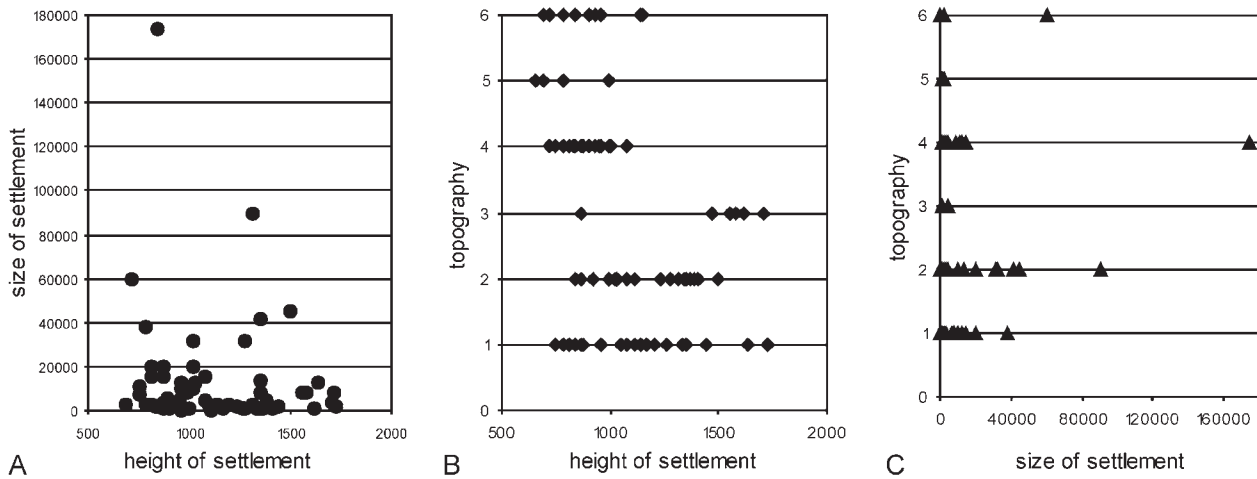 180000
160000
140000
120000
100000
80000
60000
40000
20000
0
500 1000 1500 2000
size of settlement
height of settlement
A
6
5
4
3
2
1
0
500 1000 1500 2000
topography
height of settlement
B
6
5
4
3
2
1
0
0 40000 80000 120000 160000
topography
size of settlement
C